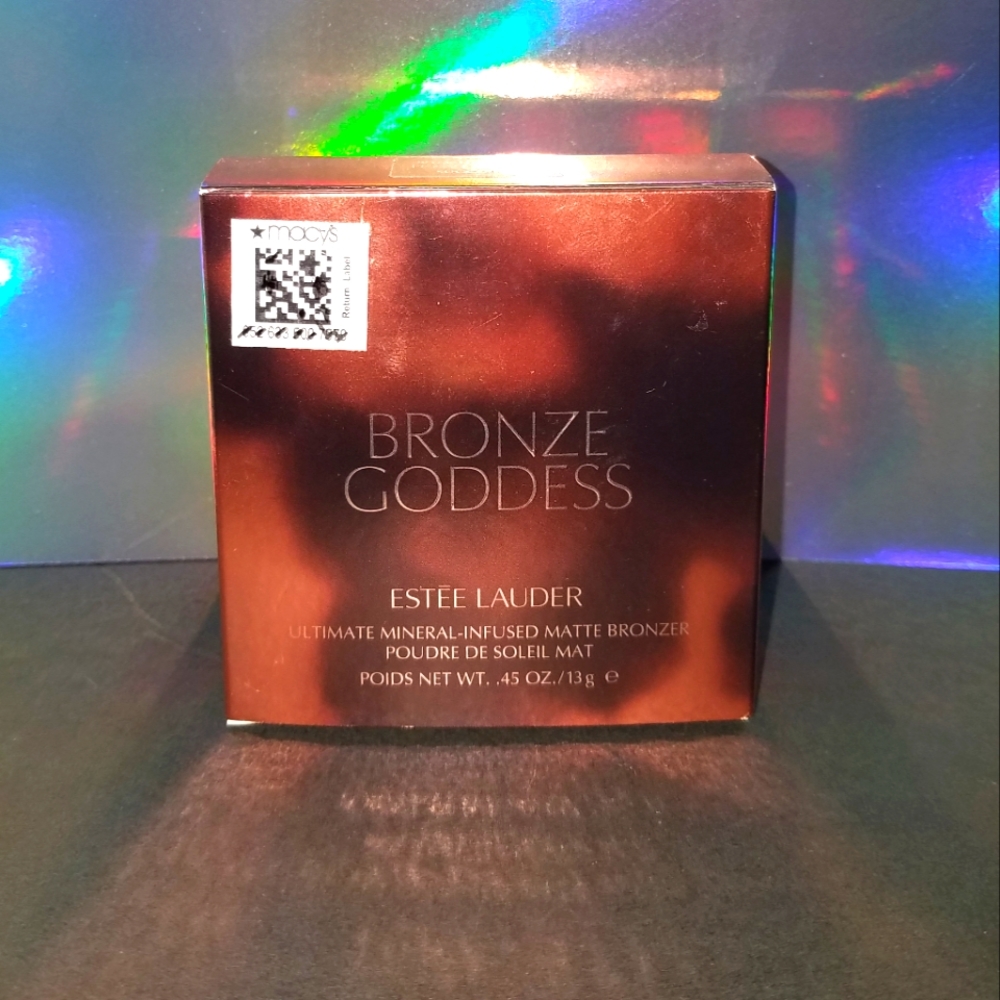 ★macy's
Return Label
BRONZE
GODDESS
ESTĒE LAUDER
ULTIMATE MINERAL-INFUSED MATTE BRONZER
POUDRE DE SOLEIL MAT
POIDS NET WT. .45 OZ./13g ℮